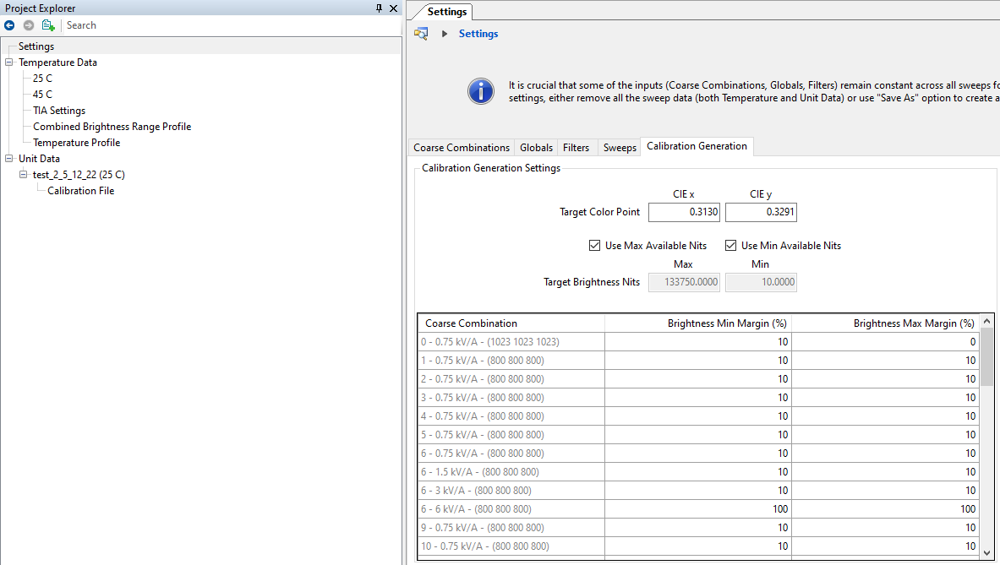 Project Explorer
Search
Settings
Temperature Data
25 C
45 C
TIA Settings
Combined Brightness Range Profile
Temperature Profile
Unit Data
test_2_5_12_22 (25 C)
Calibration File
Settings
Settings
It is crucial that some of the inputs (Coarse Combinations, Globals, Filters) remain constant across all sweeps fo
settings, either remove all the sweep data (both Temperature and Unit Data) or use "Save As" option to create a
Coarse Combinations Globals Filters Sweeps Calibration Generation
Calibration Generation Settings
CIE x CIE y
Target Color Point 0.3130 0.3291
Use Max Available Nits Use Min Available Nits
Max Min
Target Brightness Nits 133750.0000 10.0000
Coarse Combination Brightness Min Margin (%) Brightness Max Margin (%)
0 - 0.75 kV/A - (1023 1023 1023) 10 0
1 - 0.75 kV/A - (800 800 800) 10 10
2 - 0.75 kV/A - (800 800 800) 10 10
3 - 0.75 kV/A - (800 800 800) 10 10
4 - 0.75 kV/A - (800 800 800) 10 10
5 - 0.75 kV/A - (800 800 800) 10 10
6 - 0.75 kV/A - (800 800 800) 10 10
6 - 1.5 kV/A - (800 800 800) 10 10
6 - 3 kV/A - (800 800 800) 10 10
6 - 6 kV/A - (800 800 800) 100 100
9 - 0.75 kV/A - (800 800 800) 10 10
10 - 0.75 kV/A - (800 800 800) 10 10